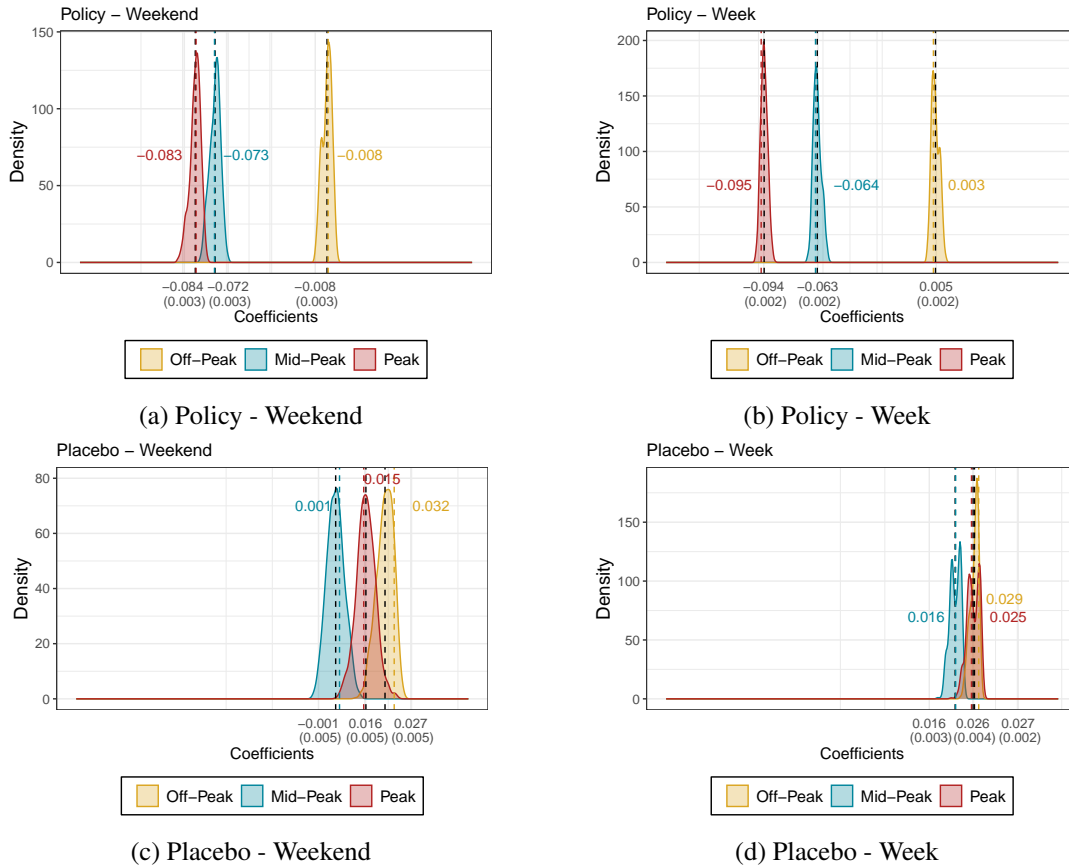 Policy – Weekend
Density
150
100
50
0
−0.083
−0.073
−0.008
−0.084 −0.072 −0.008
(0.003) (0.003) (0.003)
Coefficients
Off−Peak Mid−Peak Peak
(a) Policy - Weekend
Policy – Week
Density
200
150
100
50
0
−0.095
−0.064
0.003
−0.094 −0.063 0.005
(0.002) (0.002) (0.002)
Coefficients
Off−Peak Mid−Peak Peak
(b) Policy - Week
Placebo – Weekend
Density
80
60
40
20
0
0.001
0.015
0.032
−0.001 0.016 0.027
(0.005) (0.005) (0.005)
Coefficients
Off−Peak Mid−Peak Peak
(c) Placebo - Weekend
Placebo – Week
Density
150
100
50
0
0.016
0.029
0.025
0.016 0.026 0.027
(0.003) (0.004) (0.002)
Coefficients
Off−Peak Mid−Peak Peak
(d) Placebo - Week